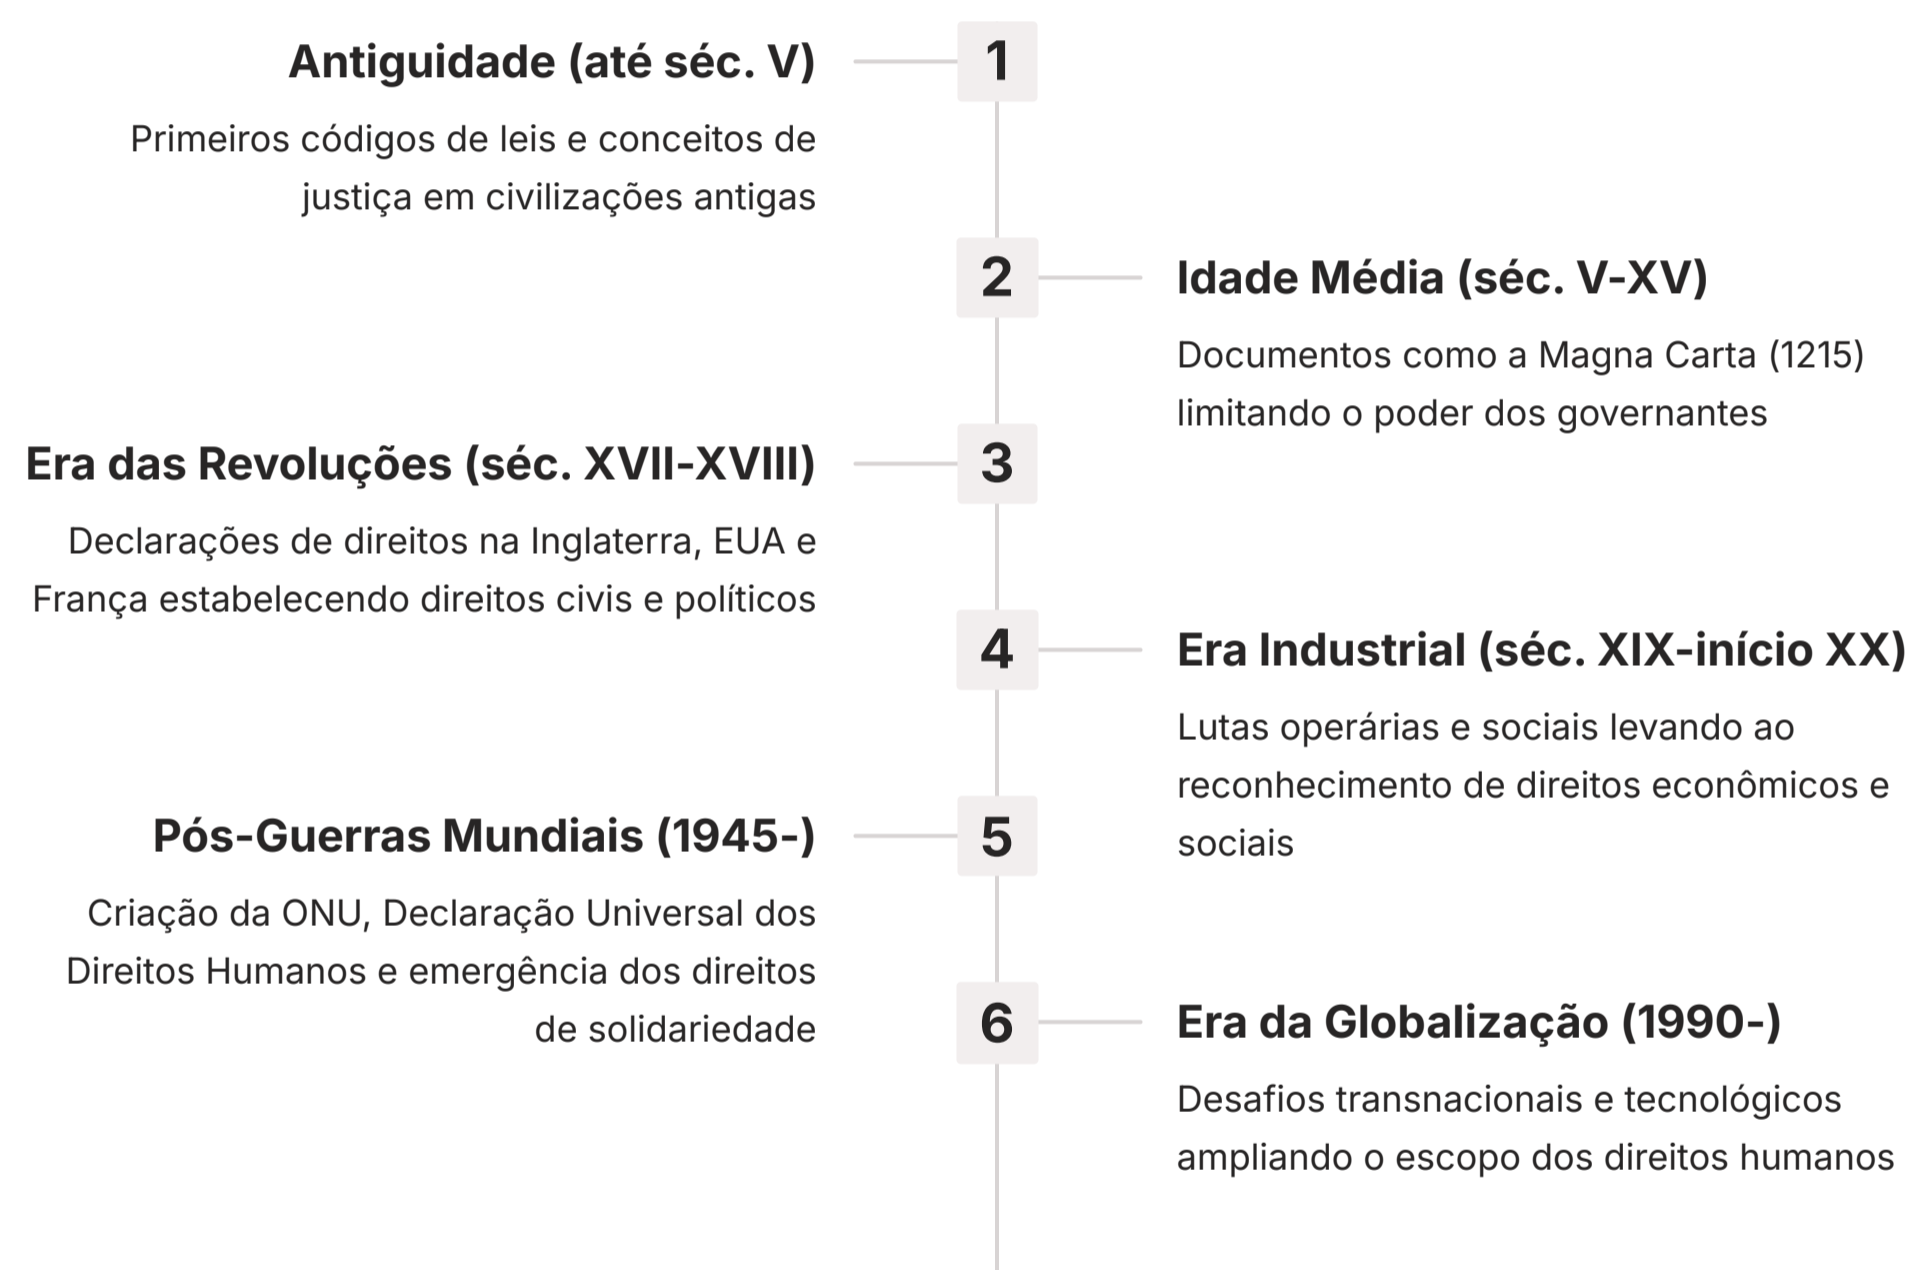 1
Antiguidade (até séc. V)
Primeiros códigos de leis e conceitos de
justiça em civilizações antigas
2
Idade Média (séc. V-XV)
Documentos como a Magna Carta (1215)
limitando o poder dos governantes
3
Era das Revoluções (séc. XVII-XVIII)
Declarações de direitos na Inglaterra, EUA e
França estabelecendo direitos civis e políticos
4
Era Industrial (séc. XIX-início XX)
Lutas operárias e sociais levando ao
reconhecimento de direitos econômicos e
sociais
5
Pós-Guerras Mundiais (1945-)
Criação da ONU, Declaração Universal dos
Direitos Humanos e emergência dos direitos
de solidariedade
6
Era da Globalização (1990-)
Desafios transnacionais e tecnológicos
ampliando o escopo dos direitos humanos